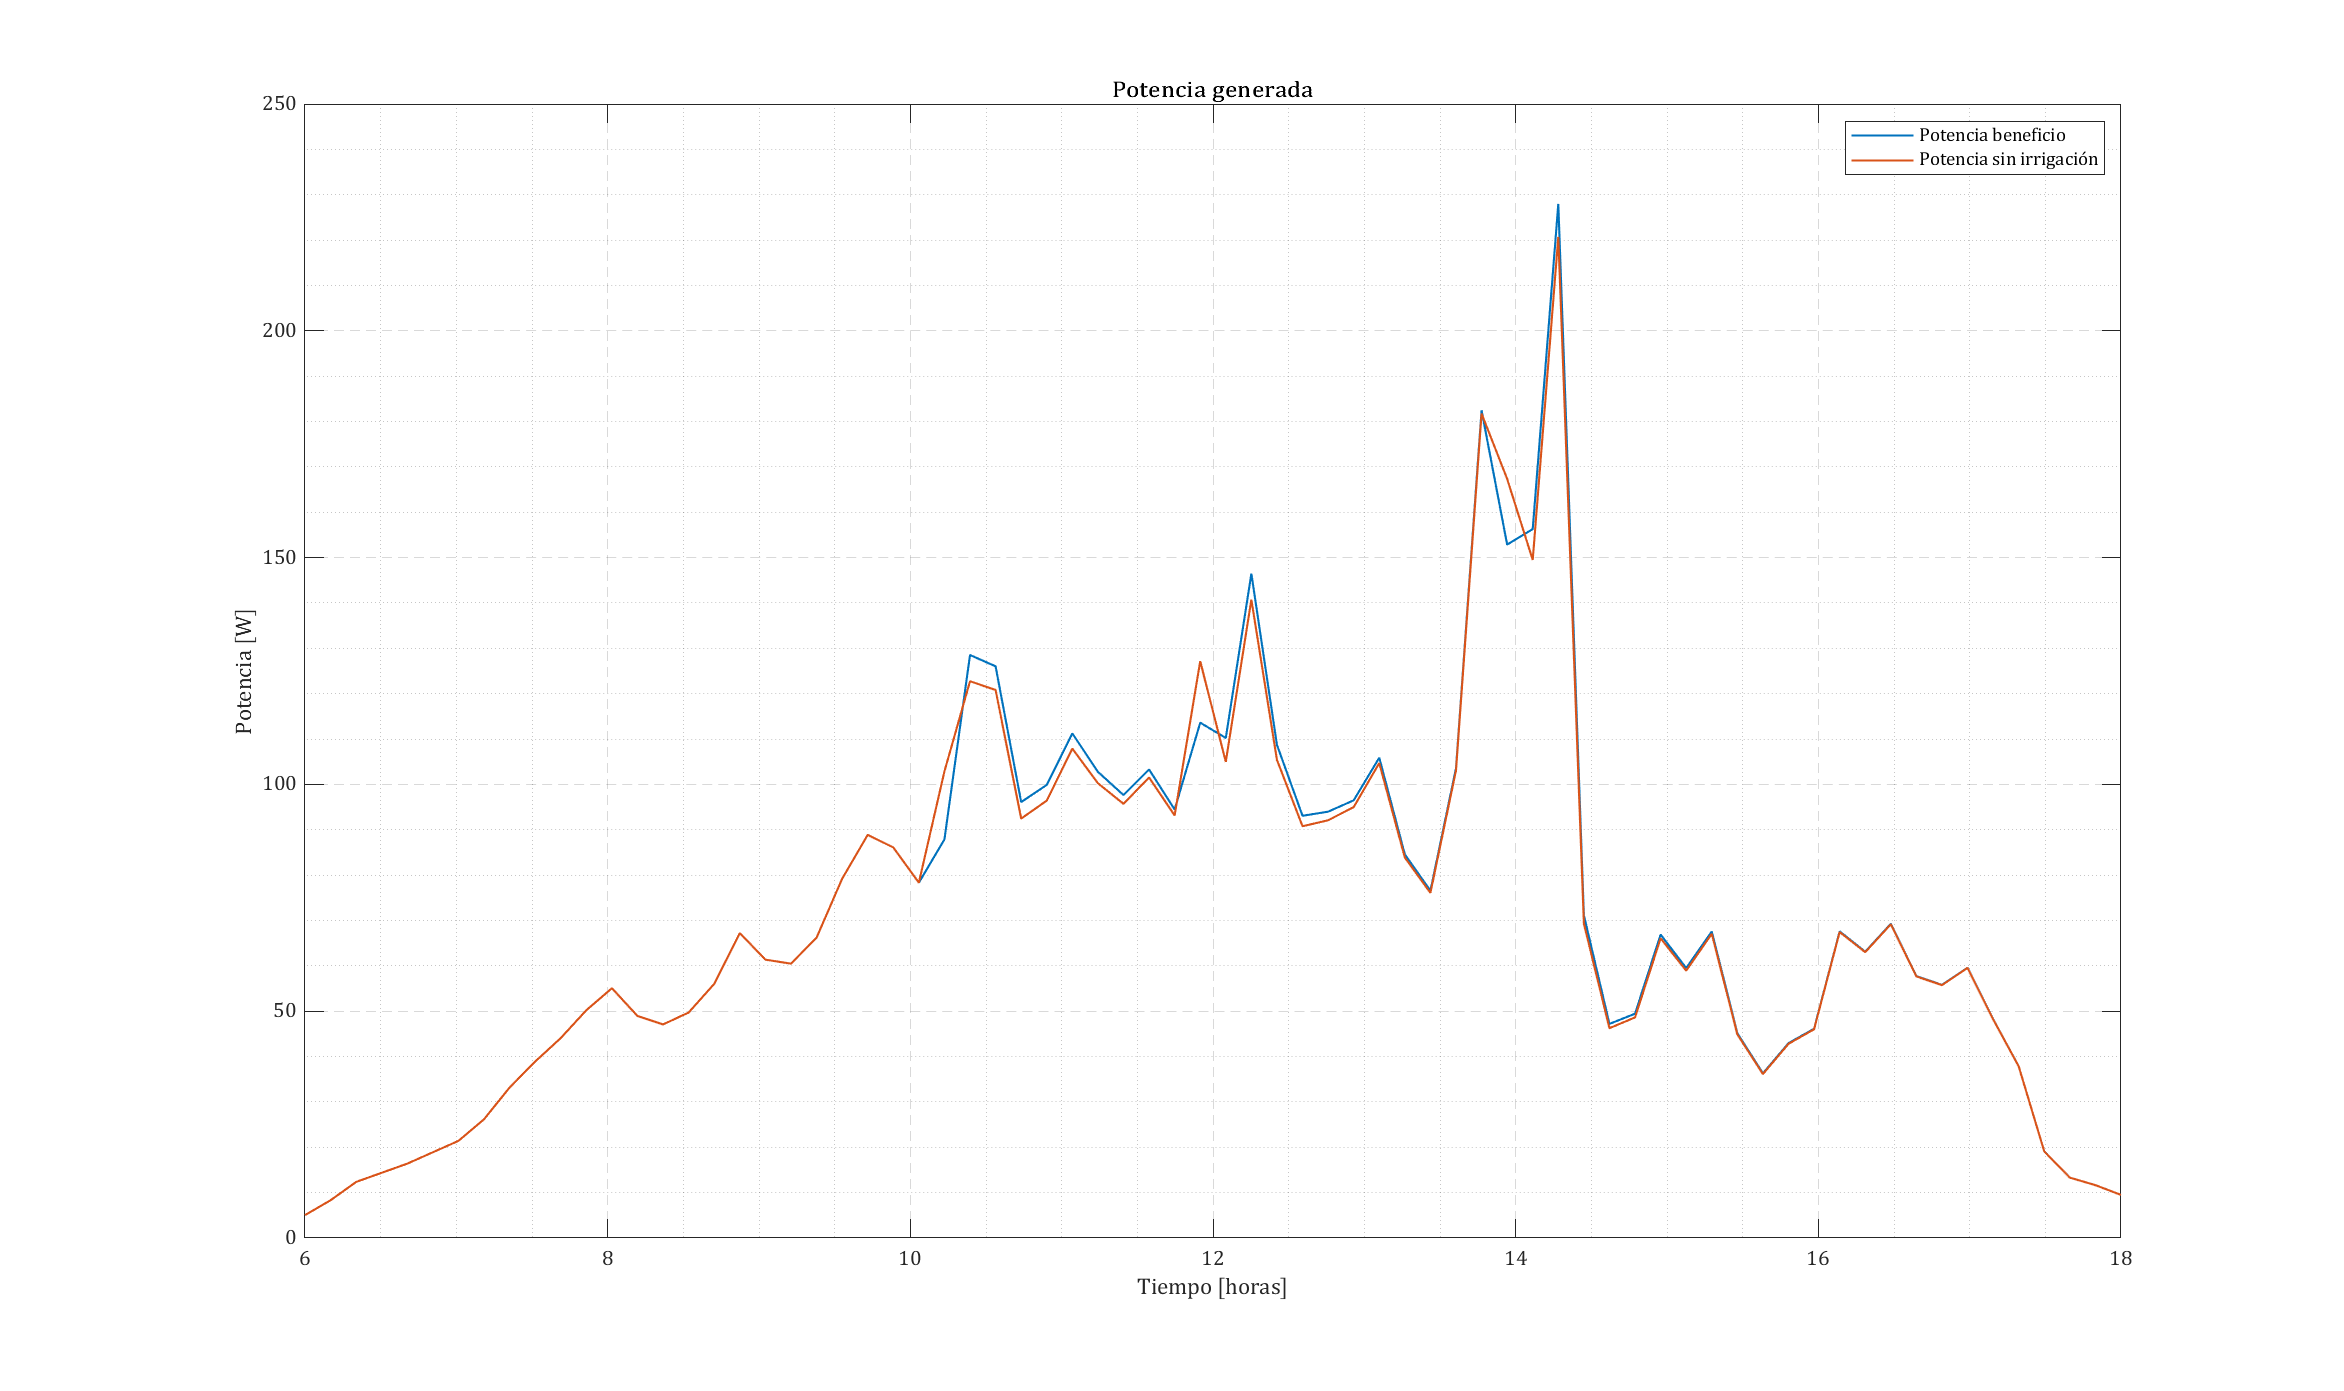 Potencia generada
250
200
150
100
50
0
Potencia [W]
Potencia beneficio
Potencia sin irrigación
6 8 10 12 14 16 18
Tiempo [horas]